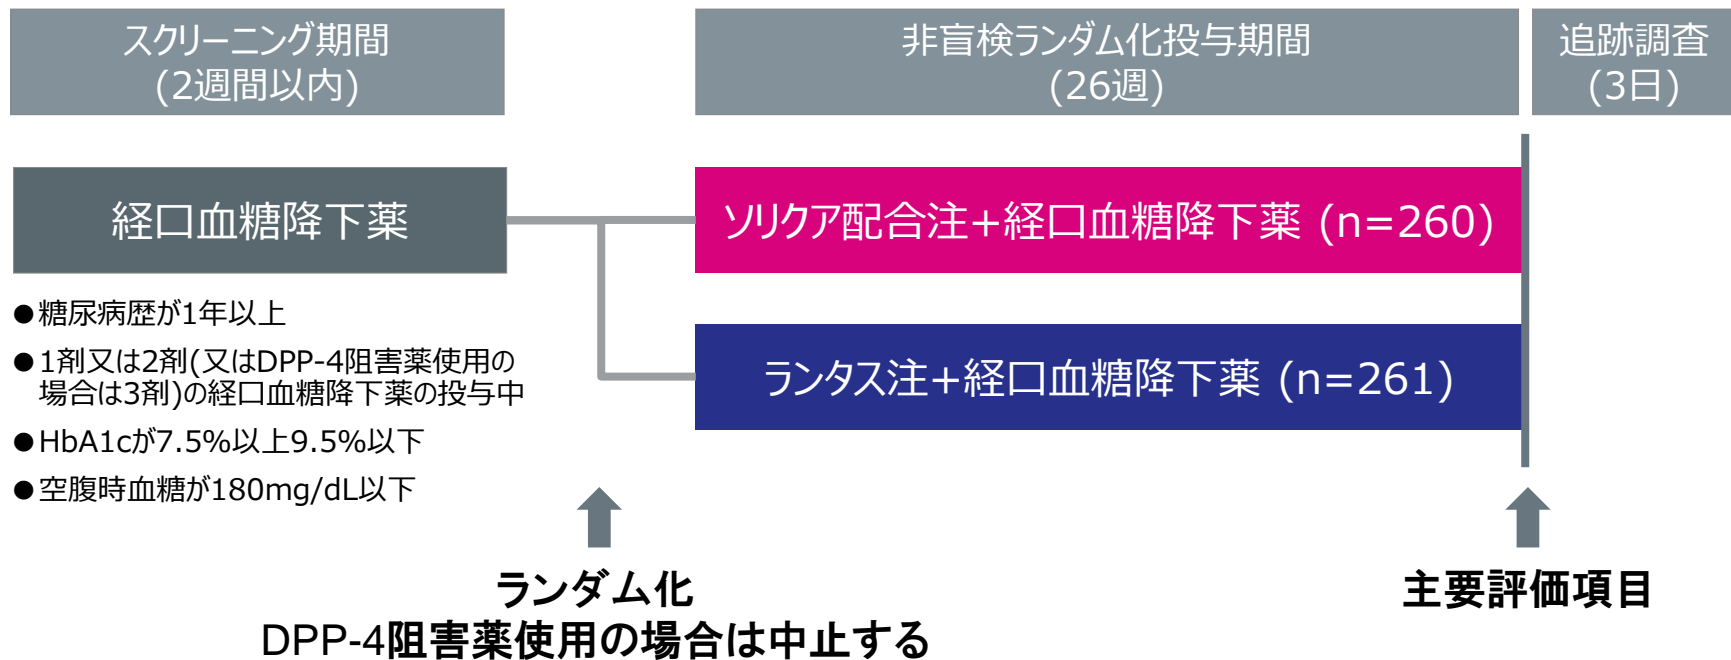 スクリーニング期間
(2週間以内)
非盲検ランダム化投与期間
(26週)
追跡調査
(3日)
経口血糖降下薬
ソリクア配合注+経口血糖降下薬 (n=260)
ランタス注+経口血糖降下薬 (n=261)
●糖尿病歴が1年以上
●1剤又は2剤(又はDPP-4阻害薬使用の
場合は3剤)の経口血糖降下薬の投与中
●HbA1cが7.5%以上9.5%以下
●空腹時血糖が180mg/dL以下
ランダム化
DPP-4阻害薬使用の場合は中止する
主要評価項目